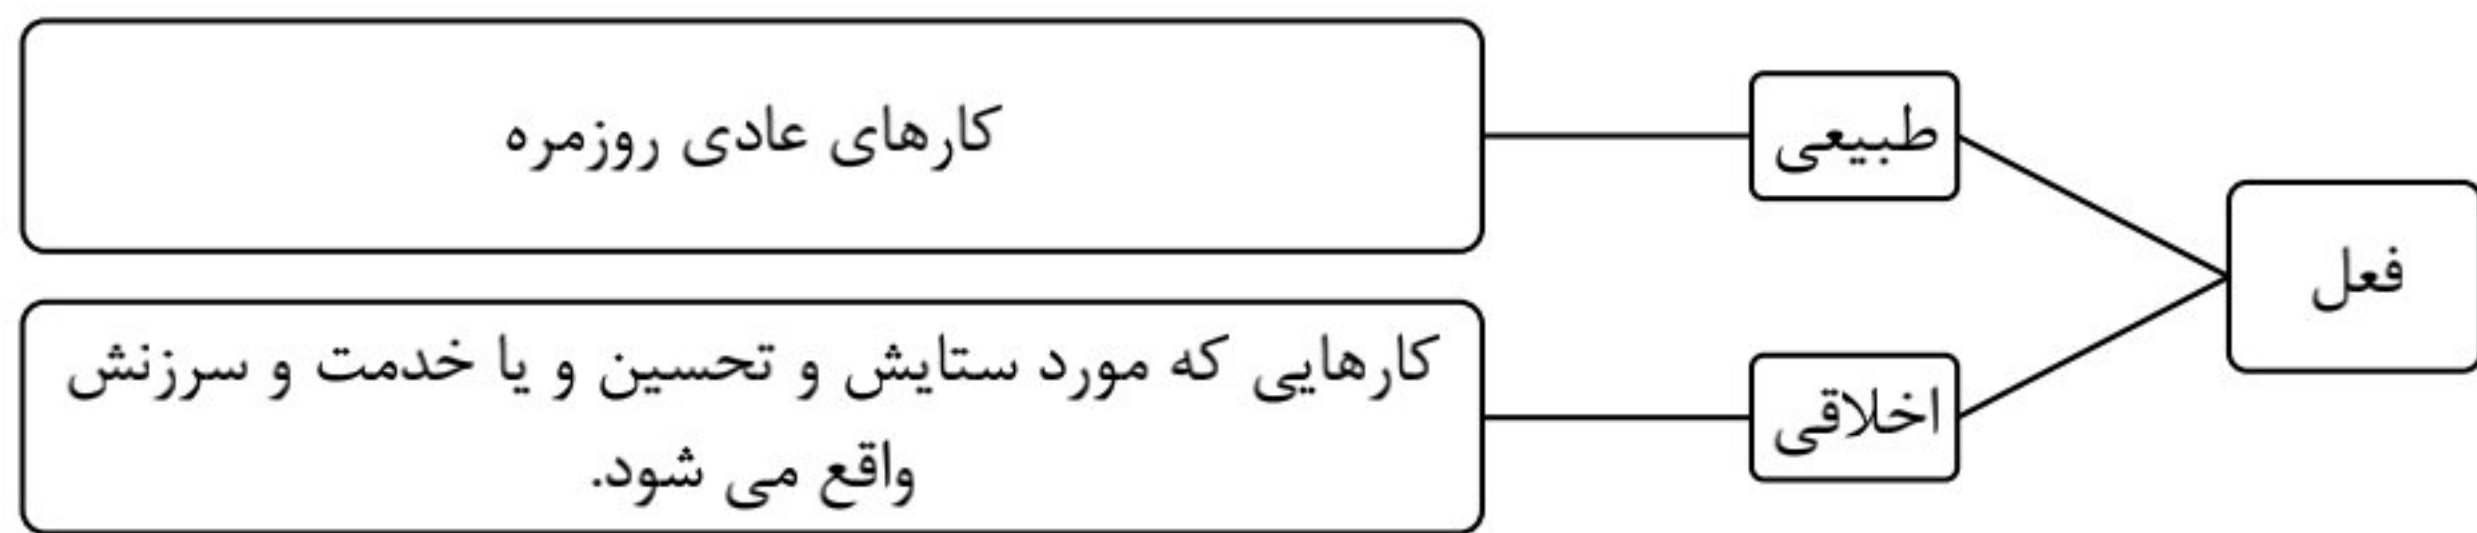 فعل
طبیعی
کارهای عادی روزمره
اخلاقی
کارهایی که مورد ستایش و تحسین و یا خدمت و سرزنش
واقع می شود.